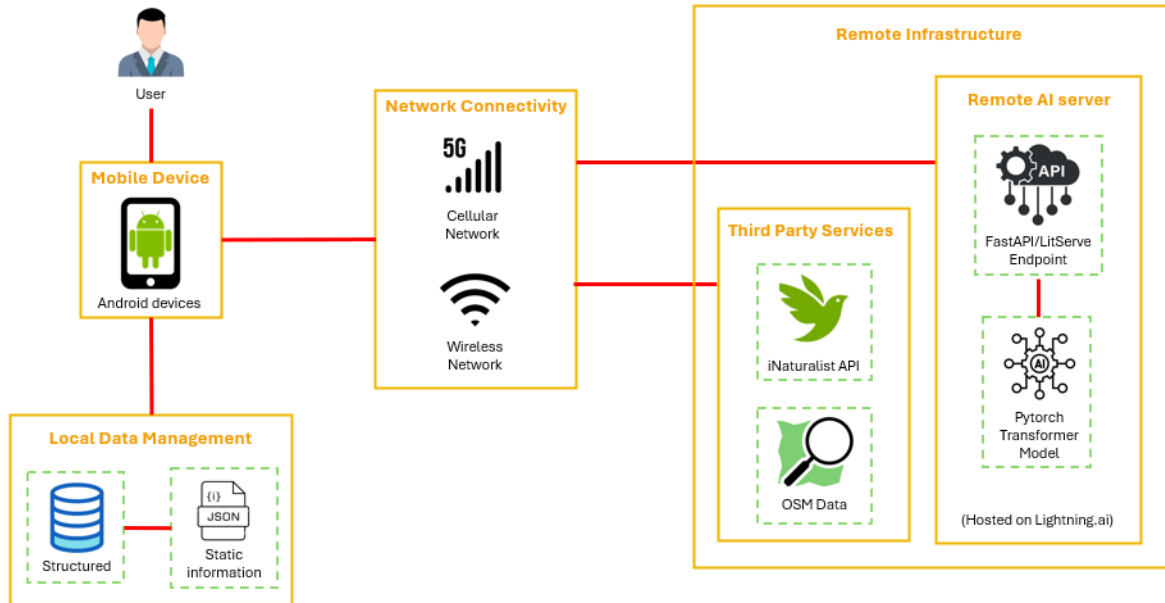 User
Mobile Device
Android devices
Local Data Management
Structured
{i}
JSON
Static
information
Network Connectivity
5G
Cellular
Network
Wireless
Network
Remote Infrastructure
Third Party Services
iNaturalist API
OSM Data
Remote AI server
API
FastAPI/LitServe
Endpoint
AI
Pytorch
Transformer
Model
(Hosted on Lightning.ai)